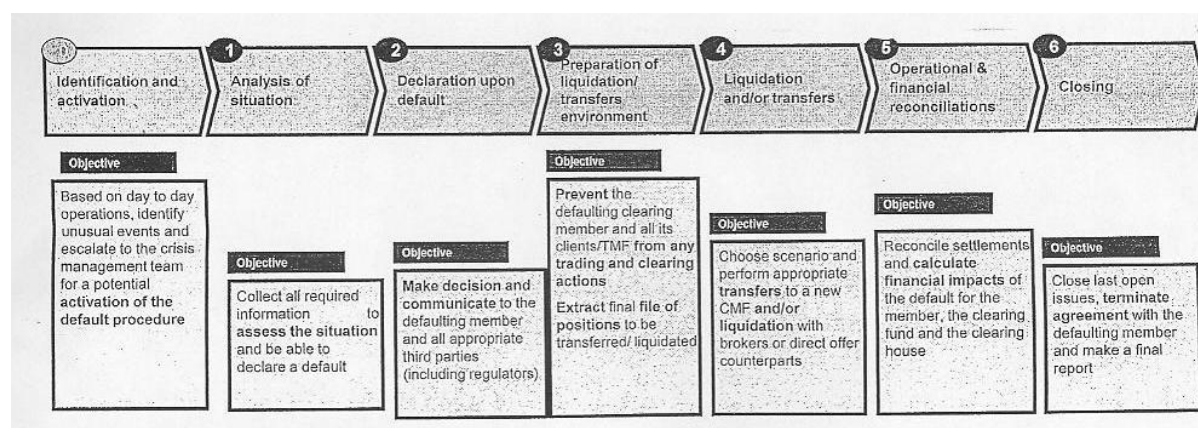 Identification and
activation
1
Analysis of
situation
2
Declaration upon
default
3
Preparation of
liquidation/
transfers
environment
4
Liquidation
and/or transfers
5
Operational &
financial
reconciliations
6
Closing
Objective
Based on day to day
operations, identify
unusual events and
escalate to the crisis
management team
for a potential
activation of the
default procedure
Objective
Collect all required
information to
assess the situation
and be able to
declare a default
Objective
Make decision and
communicate to the
defaulting member
and all appropriate
third parties
(including regulators)
Objective
Prevent the
defaulting clearing
member and all its
clients/TMF from any
trading and clearing
actions
Extract final file of
positions to be
transferred/ liquidated
Objective
Choose scenario and
perform appropriate
transfers to a new
CMF and/or
liquidation with
brokers or direct offer
counterparts
Objective
Reconcile settlements
and calculate
financial impacts of
the default for the
member, the clearing
fund and the clearing
house
Objective
Close last open
issues, terminate
agreement with the
defaulting member
and make a final
report